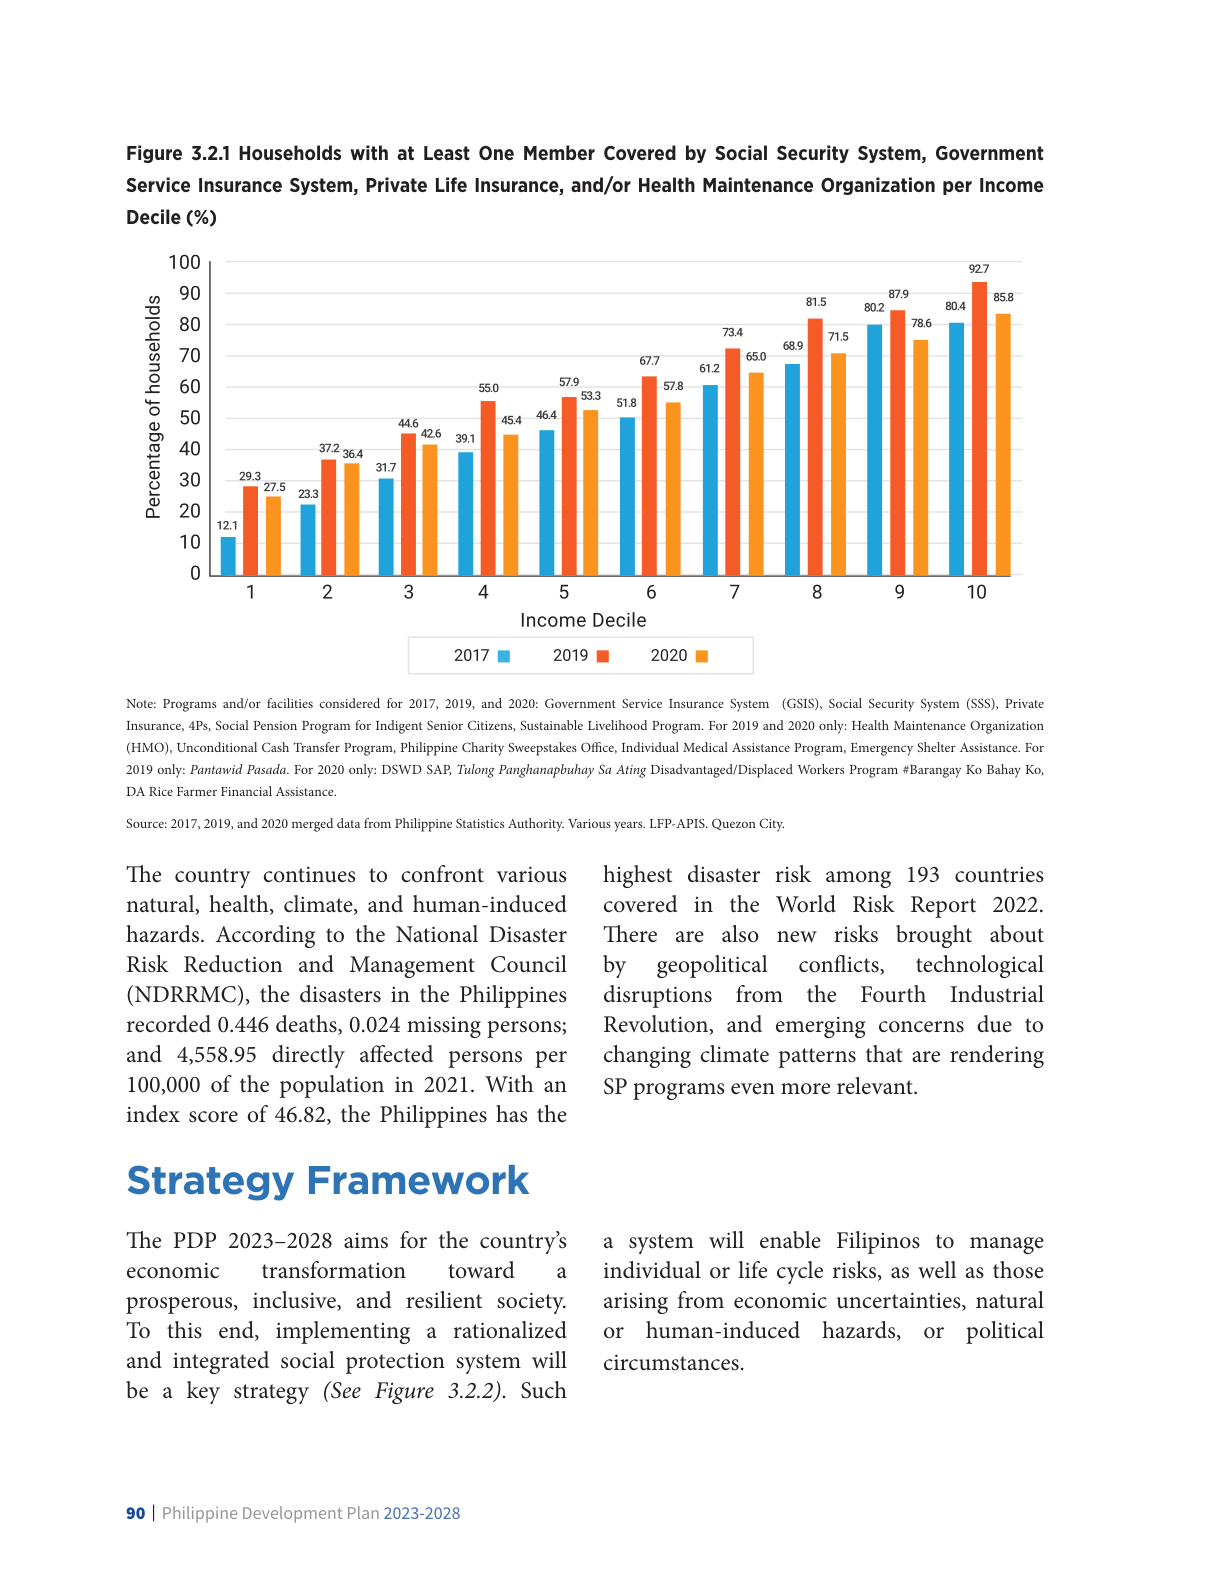 Figure 3.2.1 Households with at Least One Member Covered by Social Security System, Government
Service Insurance System, Private Life Insurance, and/or Health Maintenance Organization per Income
Decile (%)
Percentage of households
100
90
80
70
60
50
40
30
20
10
0
12.1
29.3
27.5
23.3
37.2
36.4
31.7
44.6
42.6
39.1
55.0
45.4
46.4
57.9
53.3
51.8
67.7
57.8
61.2
73.4
65.0
68.9
81.5
71.5
80.2
87.9
78.6
80.4
92.7
85.8
1 2 3 4 5 6 7 8 9 10
Income Decile
2017 2019 2020
Note: Programs and/or facilities considered for 2017, 2019, and 2020: Government Service Insurance System (GSIS), Social Security System (SSS), Private
Insurance, 4Ps, Social Pension Program for Indigent Senior Citizens, Sustainable Livelihood Program. For 2019 and 2020 only: Health Maintenance Organization
(HMO), Unconditional Cash Transfer Program, Philippine Charity Sweepstakes Office, Individual Medical Assistance Program, Emergency Shelter Assistance. For
2019 only: Pantawid Pasada. For 2020 only: DSWD SAP, Tulong Panghanapbuhay Sa Ating Disadvantaged/Displaced Workers Program #Barangay Ko Bahay Ko,
DA Rice Farmer Financial Assistance.
Source: 2017, 2019, and 2020 merged data from Philippine Statistics Authority. Various years. LFP-APIS. Quezon City.
The country continues to confront various
natural, health, climate, and human-induced
hazards. According to the National Disaster
Risk Reduction and Management Council
(NDRRMC), the disasters in the Philippines
recorded 0.446 deaths, 0.024 missing persons;
and 4,558.95 directly affected persons per
100,000 of the population in 2021. With an
index score of 46.82, the Philippines has the
highest disaster risk among 193 countries
covered in the World Risk Report 2022.
There are also new risks brought about
by geopolitical conflicts, technological
disruptions from the Fourth Industrial
Revolution, and emerging concerns due to
changing climate patterns that are rendering
SP programs even more relevant.
Strategy Framework
The PDP 2023–2028 aims for the country’s
economic transformation toward a
prosperous, inclusive, and resilient society.
To this end, implementing a rationalized
and integrated social protection system will
be a key strategy (See Figure 3.2.2). Such
a system will enable Filipinos to manage
individual or life cycle risks, as well as those
arising from economic uncertainties, natural
or human-induced hazards, or political
circumstances.
90 | Philippine Development Plan 2023-2028